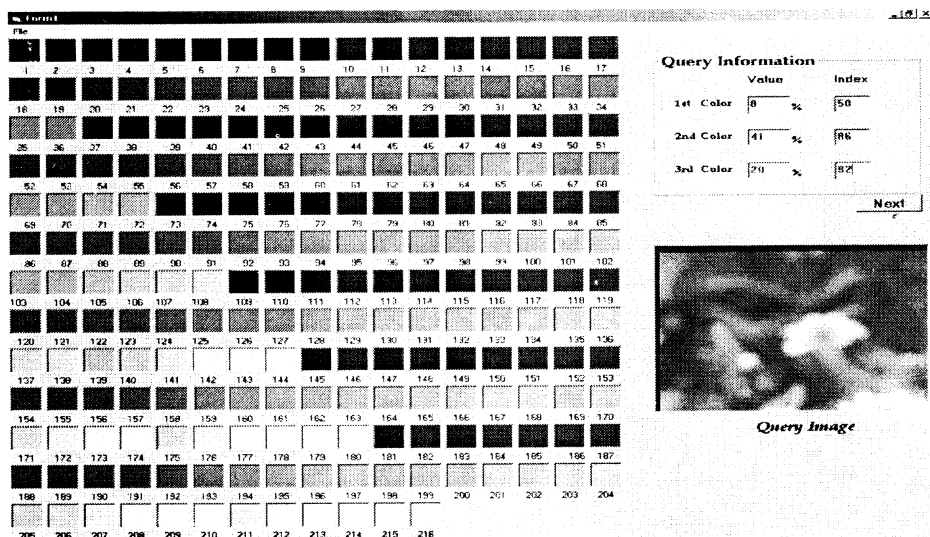 Form1
File
1 2 3 4 5 6 7 8 9 10 11 12 13 14 15 16 17
18 19 20 21 22 23 24 25 26 27 28 29 30 31 32 33 34
35 36 37 38 39 40 41 42 43 44 45 46 47 48 49 50 51
52 53 54 55 56 57 58 59 60 61 62 63 64 65 66 67 68
69 70 71 72 73 74 75 76 77 78 79 80 81 82 83 84 85
86 87 88 89 90 91 92 93 94 95 96 97 98 99 100 101 102
103 104 105 106 107 108 109 110 111 112 113 114 115 116 117 118 119
120 121 122 123 124 125 126 127 128 129 130 131 132 133 134 135 136
137 138 139 140 141 142 143 144 145 146 147 148 149 150 151 152 153
154 155 156 157 158 159 160 161 162 163 164 165 166 167 168 169 170
171 172 173 174 175 176 177 178 179 180 181 182 183 184 185 186 187
188 189 190 191 192 193 194 195 196 197 198 199 200 201 202 203 204
205 206 207 208 209 210 211 212 213 214 215 216
Query Information
Value Index
1st Color 8 % 50
2nd Color 41 % 86
3rd Color 20 % 82
Next
Query Image